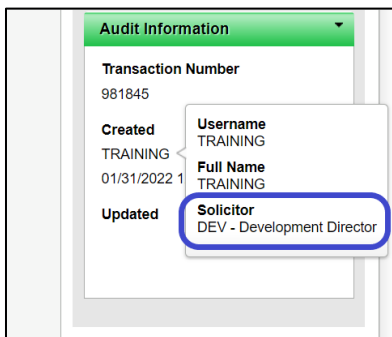 Audit Information
Transaction Number
981845
Created
TRAINING
01/31/2022 1
Updated
Username
TRAINING
Full Name
TRAINING
Solicitor
DEV - Development Director